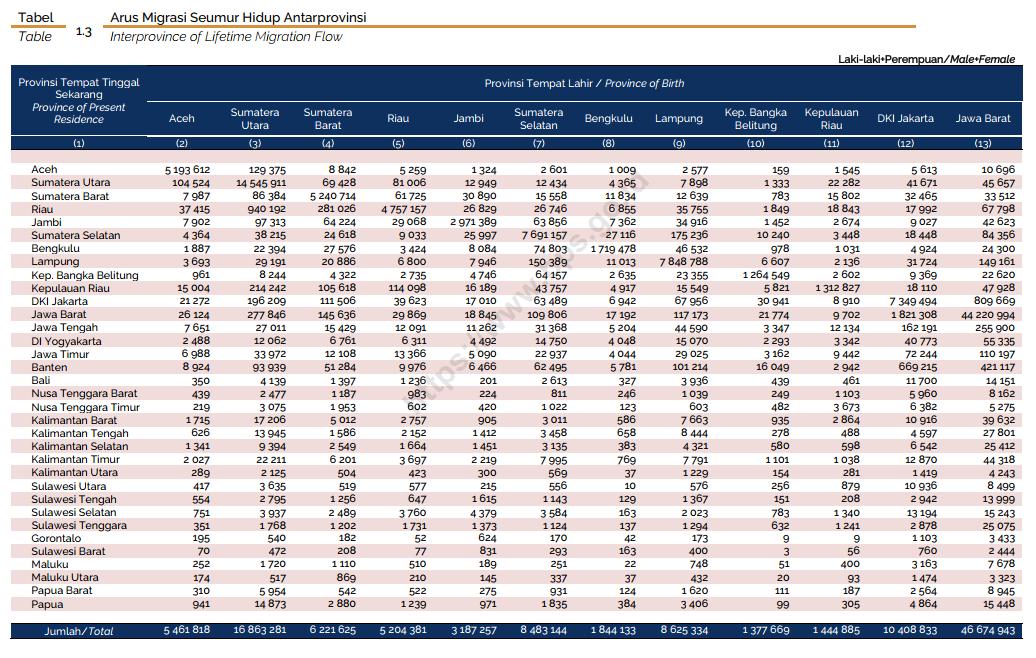 Tabel
Table
1.3
Arus Migrasi Seumur Hidup Antarprovinsi
Interprovince of Lifetime Migration Flow
Laki-laki+Perempuan/Male+Female
Provinsi Tempat Tinggal Sekarang
Province of Present Residence
Provinsi Tempat Lahir / Province of Birth
Aceh Sumatera Utara Sumatera Barat Riau Jambi Sumatera Selatan Bengkulu Lampung Kep. Bangka Belitung Kepulauan Riau DKI Jakarta Jawa Barat
(1) (2) (3) (4) (5) (6) (7) (8) (9) (10) (11) (12) (13)
Aceh 5 193 612 129 375 8 842 5 259 1 324 2 601 1 009 2 577 159 1 545 5 613 10 696
Sumatera Utara 104 524 14 545 911 69 428 81 006 12 949 12 434 4 365 7 898 1 333 22 282 41 671 45 657
Sumatera Barat 7 987 86 384 5 240 714 61 725 30 890 15 558 11 834 12 639 783 15 802 32 465 33 512
Riau 37 415 940 192 281 026 4 757 157 26 829 26 746 6 855 35 755 1 849 18 843 17 992 67 798
Jambi 7 902 97 313 64 224 29 068 2 971 389 63 856 7 362 34 916 1 452 2 674 9 027 42 623
Sumatera Selatan 4 364 38 215 24 618 9 033 25 997 7 691 157 27 116 175 236 10 240 3 448 18 448 84 356
Bengkulu 1 887 22 394 27 576 3 424 8 084 74 803 1 719 478 46 532 978 1 031 4 924 24 300
Lampung 3 693 29 191 20 886 6 800 7 946 150 389 11 013 7 848 788 6 607 2 136 31 724 149 161
Kep. Bangka Belitung 961 8 244 4 322 2 735 4 746 64 157 2 635 23 355 1 264 549 2 602 9 369 22 620
Kepulauan Riau 15 004 214 242 105 618 114 098 16 189 43 757 4 917 15 549 5 821 1 312 827 18 110 47 928
DKI Jakarta 21 272 196 209 111 506 39 623 17 010 63 489 6 942 67 956 30 941 8 910 7 349 494 809 669
Jawa Barat 26 124 277 846 145 636 29 869 18 845 109 806 17 192 117 173 21 774 9 702 1 821 308 44 220 994
Jawa Tengah 7 651 27 011 15 429 12 091 11 262 31 368 5 204 44 590 3 347 12 134 162 191 255 900
DI Yogyakarta 2 488 12 062 6 761 6 311 4 492 14 750 4 048 15 070 2 293 3 342 40 773 55 335
Jawa Timur 6 988 33 972 12 108 13 366 5 090 22 937 4 044 29 025 3 162 9 442 72 244 110 197
Banten 8 924 93 939 51 284 9 976 6 466 62 495 5 781 101 214 16 049 2 942 669 215 421 117
Bali 350 4 139 1 397 1 236 201 2 613 327 3 936 439 461 11 700 14 151
Nusa Tenggara Barat 439 2 477 1 187 983 224 811 246 1 039 249 1 103 5 960 8 162
Nusa Tenggara Timur 219 3 075 1 953 602 420 1 022 123 603 482 3 673 6 382 5 275
Kalimantan Barat 1 715 17 206 5 012 2 757 905 3 011 586 7 663 935 2 864 10 916 39 632
Kalimantan Tengah 626 13 945 1 586 2 152 1 412 3 458 658 8 444 278 488 4 597 27 801
Kalimantan Selatan 1 341 9 394 2 549 1 664 1 451 3 135 383 4 321 580 598 6 542 25 412
Kalimantan Timur 2 027 22 211 6 201 3 697 2 219 7 995 769 7 791 1 101 1 038 12 870 44 318
Kalimantan Utara 289 2 125 504 423 300 569 37 1 229 154 281 1 419 4 243
Sulawesi Utara 417 3 635 519 577 215 556 10 576 256 879 10 936 8 499
Sulawesi Tengah 554 2 795 1 256 647 1 615 1 143 129 1 367 151 208 2 942 13 999
Sulawesi Selatan 751 3 937 2 489 3 760 4 379 3 584 163 2 023 783 1 340 13 194 15 243
Sulawesi Tenggara 351 1 768 1 202 1 731 1 373 1 124 137 1 294 632 1 241 2 878 25 075
Gorontalo 195 540 182 52 624 170 42 173 9 9 1 103 3 433
Sulawesi Barat 70 472 208 77 831 293 163 400 3 56 760 2 444
Maluku 252 1 720 1 110 510 189 251 22 748 51 400 3 163 7 678
Maluku Utara 174 517 869 210 145 337 37 432 20 93 1 474 3 323
Papua Barat 310 5 954 542 522 275 931 124 1 620 111 187 2 564 8 945
Papua 941 14 873 2 880 1 239 971 1 835 384 3 406 99 305 4 864 15 448
Jumlah/Total 5 461 818 16 863 281 6 221 625 5 204 381 3 187 257 8 483 144 1 844 133 8 625 334 1 377 669 1 444 885 10 408 833 46 674 943